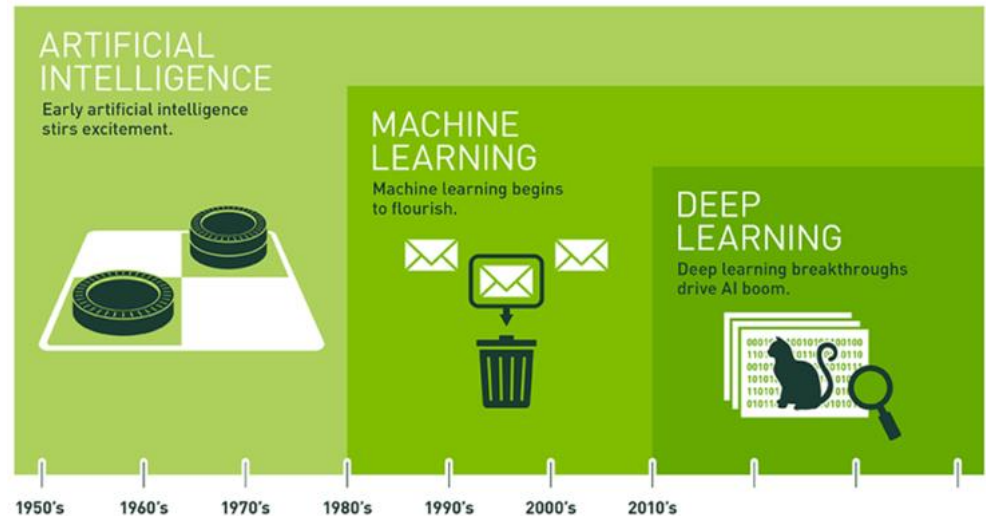 ARTIFICIAL
INTELLIGENCE
Early artificial intelligence
stirs excitement.
MACHINE
LEARNING
Machine learning begins
to flourish.
DEEP
LEARNING
Deep learning breakthroughs
drive AI boom.
1950's 1960's 1970's 1980's 1990's 2000's 2010's